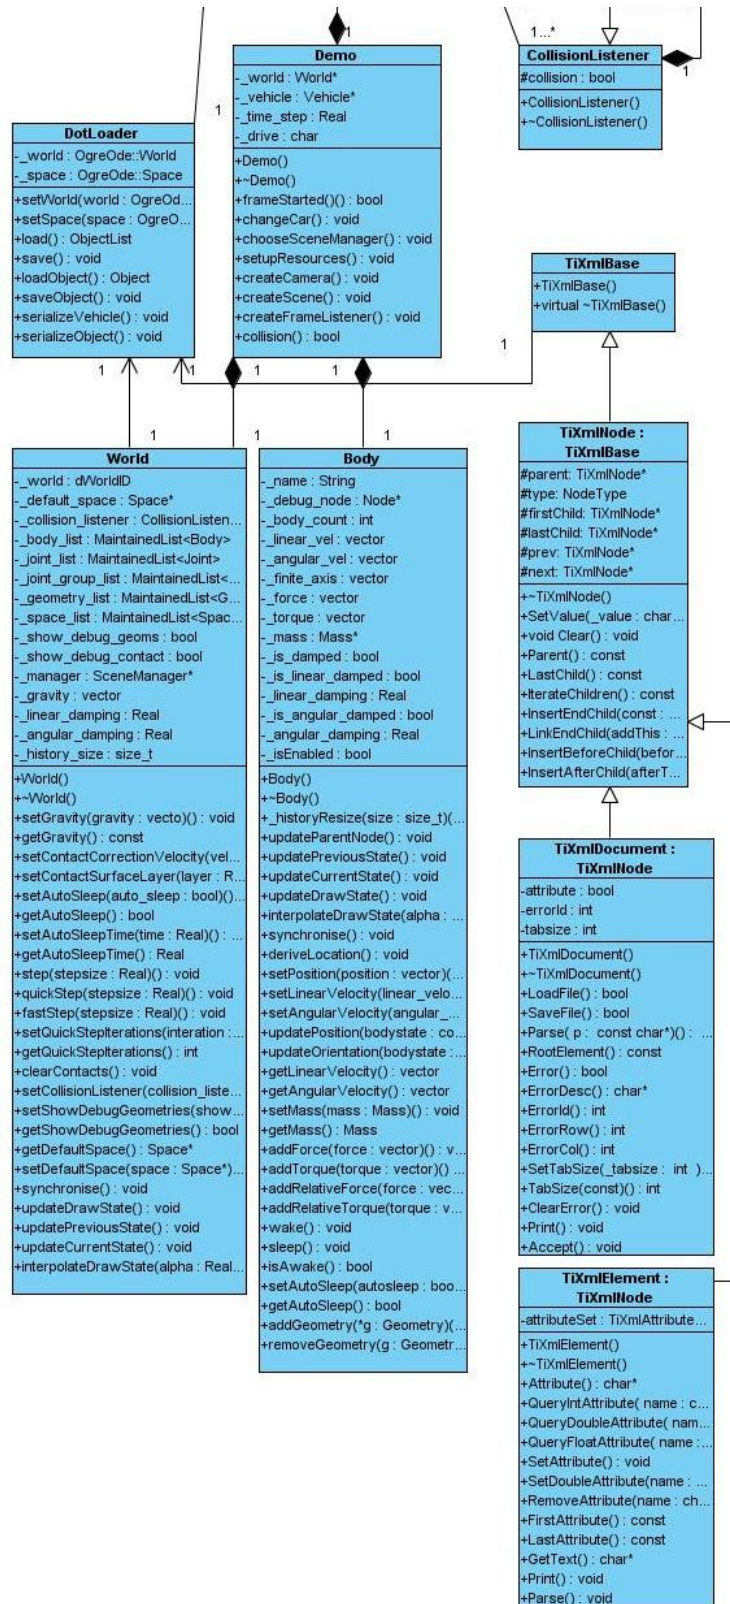 1
1...*
Demo
-_world : World*
-_vehicle : Vehicle*
-_time_step : Real
-_drive : char
+Demo()
+~Demo()
+frameStarted()() : bool
+changeCar() : void
+chooseSceneManager() : void
+setupResources() : void
+createCamera() : void
+createScene() : void
+createFrameListener() : void
+collision() : bool
CollisionListener
#collision : bool
+CollisionListener()
+~CollisionListener()
1
1
DotLoader
-_world : OgreOde::World
-_space : OgreOde::Space
+setWorld(world : OgreOd...
+setSpace(space : OgreO...
+load() : ObjectList
+save() : void
+loadObject() : Object
+saveObject() : void
+serializeVehicle() : void
+serializeObject() : void
TiXmlBase
+TiXmlBase()
+virtual ~TiXmlBase()
1
1
1
1
1
1
1
1
World
-_world : dWorldID
-_default_space : Space*
-_collision_listener : CollisionListen...
-_body_list : MaintainedList<Body>
-_joint_list : MaintainedList<Joint>
-_joint_group_list : MaintainedList<...
-_geometry_list : MaintainedList<G...
-_space_list : MaintainedList<Spac...
-_show_debug_geoms : bool
-_show_debug_contact : bool
-_manager : SceneManager*
-_gravity : vector
-_linear_damping : Real
-_angular_damping : Real
-_history_size : size_t
+World()
+~World()
+setGravity(gravity : vecto)() : void
+getGravity() : const
+setContactCorrectionVelocity(vel...
+setContactSurfaceLayer(layer : R...
+setAutoSleep(auto_sleep : bool)()...
+getAutoSleep() : bool
+setAutoSleepTime(time : Real)() : ...
+getAutoSleepTime() : Real
+step(stepsize : Real)() : void
+quickStep(stepsize : Real)() : void
+fastStep(stepsize : Real)() : void
+setQuickStepIterations(interation :...
+getQuickStepIterations() : int
+clearContacts() : void
+setCollisionListener(collision_liste...
+setShowDebugGeometries(show...
+getShowDebugGeometries() : bool
+getDefaultSpace() : Space*
+setDefaultSpace(space : Space*)...
+synchronise() : void
+updateDrawState() : void
+updatePreviousState() : void
+updateCurrentState() : void
+interpolateDrawState(alpha : Real...
Body
-_name : String
-_debug_node : Node*
-_body_count : int
-_linear_vel : vector
-_angular_vel : vector
-_finite_axis : vector
-_force : vector
-_torque : vector
-_mass : Mass*
-_is_damped : bool
-_is_linear_damped : bool
-_linear_damping : Real
-_is_angular_damped : bool
-_angular_damping : Real
-_isEnabled : bool
+Body()
+~Body()
+_historyResize(size : size_t)(...
+updateParentNode() : void
+updatePreviousState() : void
+updateCurrentState() : void
+updateDrawState() : void
+interpolateDrawState(alpha : ...
+synchronise() : void
+deriveLocation() : void
+setPosition(position : vector)(...
+setLinearVelocity(linear_velo...
+setAngularVelocity(angular_...
+updatePosition(bodystate : co...
+updateOrientation(bodystate :...
+getLinearVelocity() : vector
+getAngularVelocity() : vector
+setMass(mass : Mass)() : void
+getMass() : Mass
+addForce(force : vector)() : v...
+addTorque(torque : vector)() ...
+addRelativeForce(force : vec...
+addRelativeTorque(torque : v...
+wake() : void
+sleep() : void
+isAwake() : bool
+setAutoSleep(autosleep : boo...
+getAutoSleep() : bool
+addGeometry(*g : Geometry)(...
+removeGeometry(g : Geometr...
TiXmlNode :
TiXmlBase
#parent: TiXmlNode*
#type: NodeType
#firstChild: TiXmlNode*
#lastChild: TiXmlNode*
#prev: TiXmlNode*
#next: TiXmlNode*
+~TiXmlNode()
+SetValue(_value : char...
+void Clear() : void
+Parent() : const
+LastChild() : const
+IterateChildren() : const
+InsertEndChild(const : ...
+LinkEndChild(addThis : ...
+InsertBeforeChild(befor...
+InsertAfterChild(afterT...
TiXmlDocument :
TiXmlNode
-attribute : bool
-errorId : int
-tabsize : int
+TiXmlDocument()
+~TiXmlDocument()
+LoadFile() : bool
+SaveFile() : bool
+Parse( p : const char*)() : ...
+RootElement() : const
+Error() : bool
+ErrorDesc() : char*
+ErrorId() : int
+ErrorRow() : int
+ErrorCol() : int
+SetTabSize(_tabsize : int )...
+TabSize(const)() : int
+ClearError() : void
+Print() : void
+Accept() : void
TiXmlElement :
TiXmlNode
-attributeSet : TiXmlAttribute...
+TiXmlElement()
+~TiXmlElement()
+Attribute() : char*
+QueryIntAttribute( name : c...
+QueryDoubleAttribute( nam...
+QueryFloatAttribute( name :...
+SetAttribute() : void
+SetDoubleAttribute(name : ...
+RemoveAttribute(name : ch...
+FirstAttribute() : const
+LastAttribute() : const
+GetText() : char*
+Print() : void
+Parse() : void